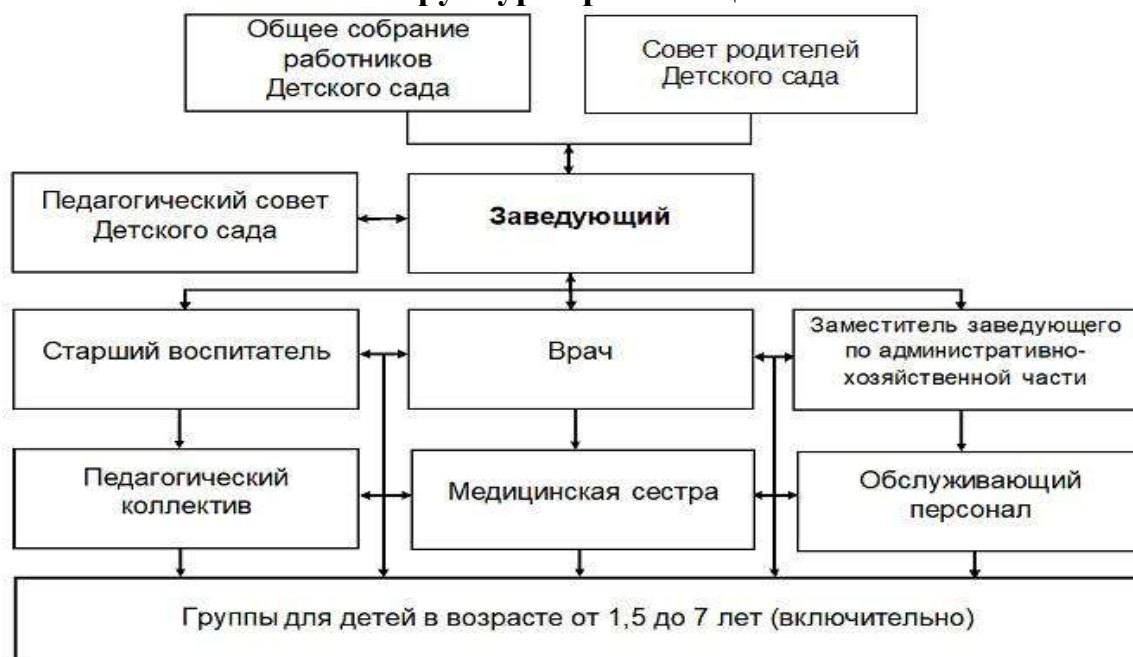 Общее собрание
работников
Детского сада
Совет родителей
Детского сада
Педагогический совет
Детского сада
Заведующий
Старший воспитатель
Врач
Заместитель заведующего
по административно-
хозяйственной части
Педагогический
коллектив
Медицинская сестра
Обслуживающий
персонал
Группы для детей в возрасте от 1,5 до 7 лет (включительно)